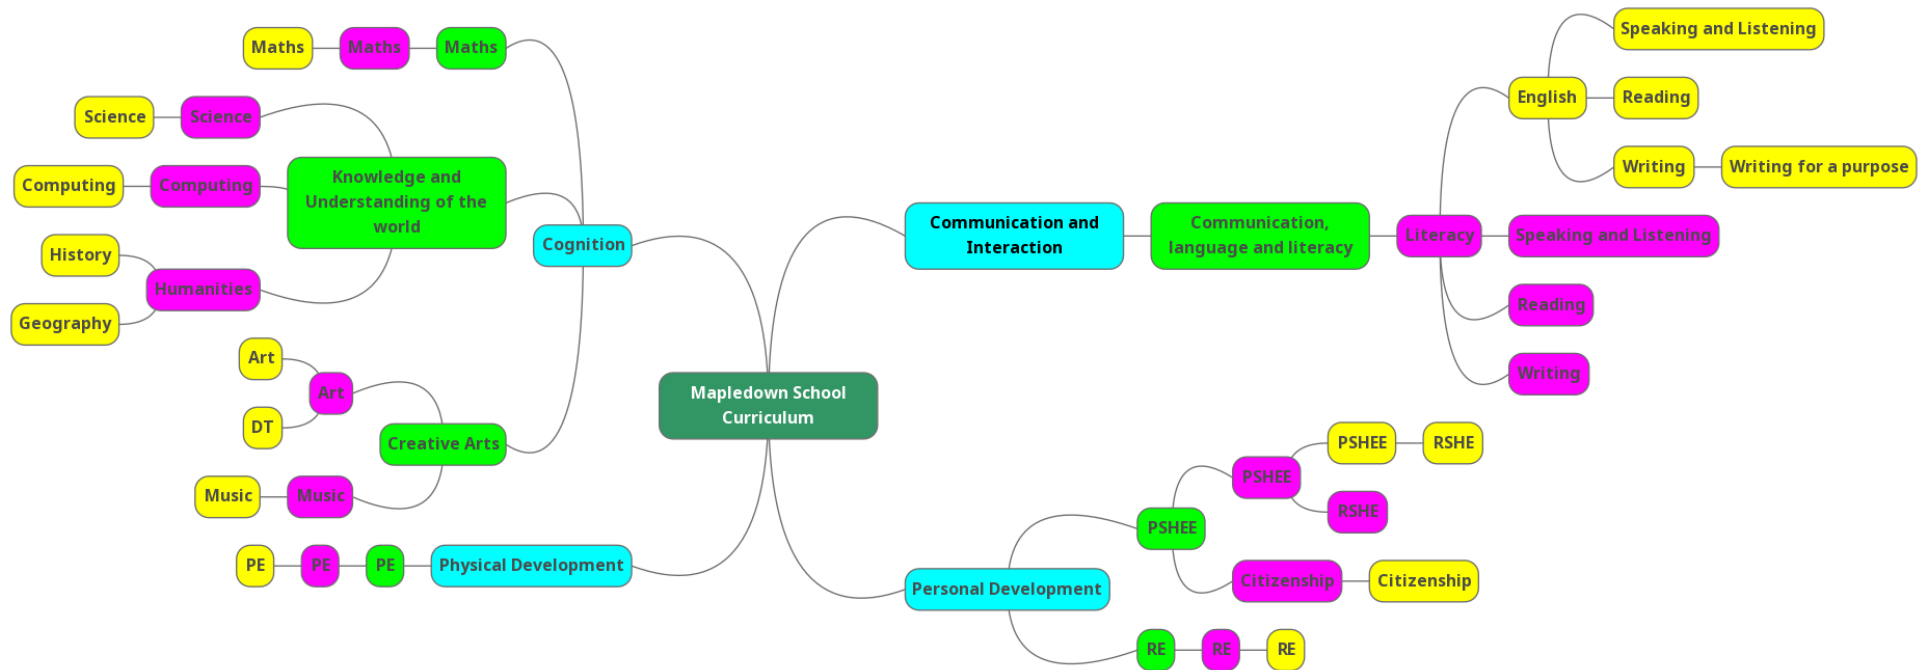 Mapledown School
Curriculum
Communication and
Interaction
Communication,
language and literacy
Literacy
English
Speaking and Listening
Reading
Writing
Writing for a purpose
Speaking and Listening
Reading
Writing
Personal Development
PSHEE
PSHEE
PSHEE
RSHE
RSHE
Citizenship
Citizenship
RE
RE
RE
Cognition
Maths
Maths
Maths
Knowledge and
Understanding of the
world
Science
Science
Computing
Computing
Humanities
History
Geography
Creative Arts
Art
Art
DT
Music
Music
Physical Development
PE
PE
PE